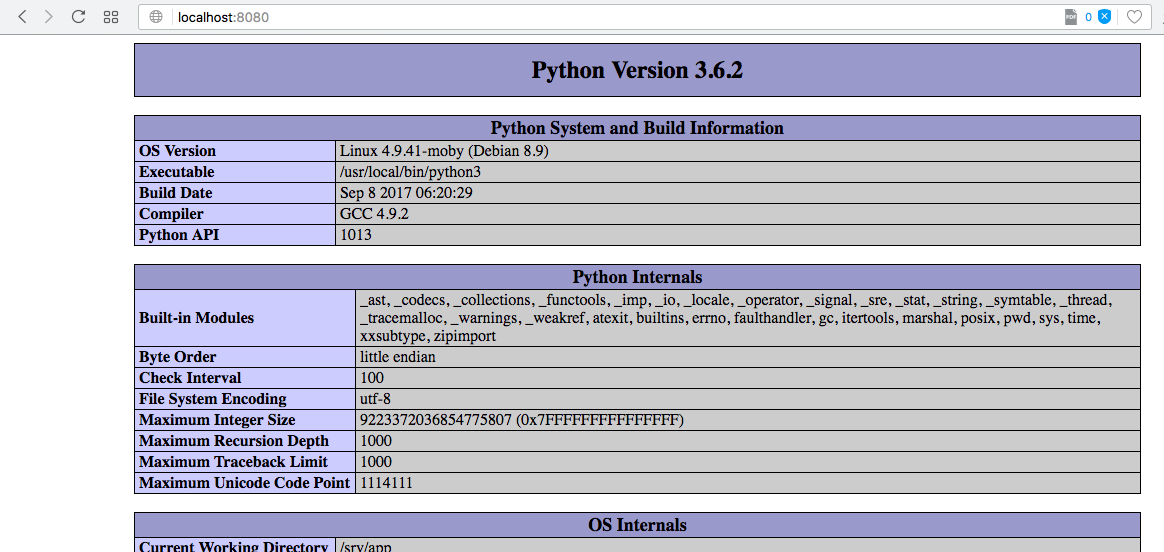 localhost:8080
PDF
0
Python Version 3.6.2
Python System and Build Information
OS Version Linux 4.9.41-moby (Debian 8.9)
Executable /usr/local/bin/python3
Build Date Sep 8 2017 06:20:29
Compiler GCC 4.9.2
Python API 1013
Python Internals
Built-in Modules _ast, _codecs, _collections, _functools, _imp, _io, _locale, _operator, _signal, _sre, _stat, _string, _symtable, _thread,
_tracemalloc, _warnings, _weakref, atexit, builtins, errno, faulthandler, gc, itertools, marshal, posix, pwd, sys, time,
xxsubtype, zipimport
Byte Order little endian
Check Interval 100
File System Encoding utf-8
Maximum Integer Size 9223372036854775807 (0x7FFFFFFFFFFFFFFF)
Maximum Recursion Depth 1000
Maximum Traceback Limit 1000
Maximum Unicode Code Point 1114111
OS Internals
Current Working Directory /srv/app